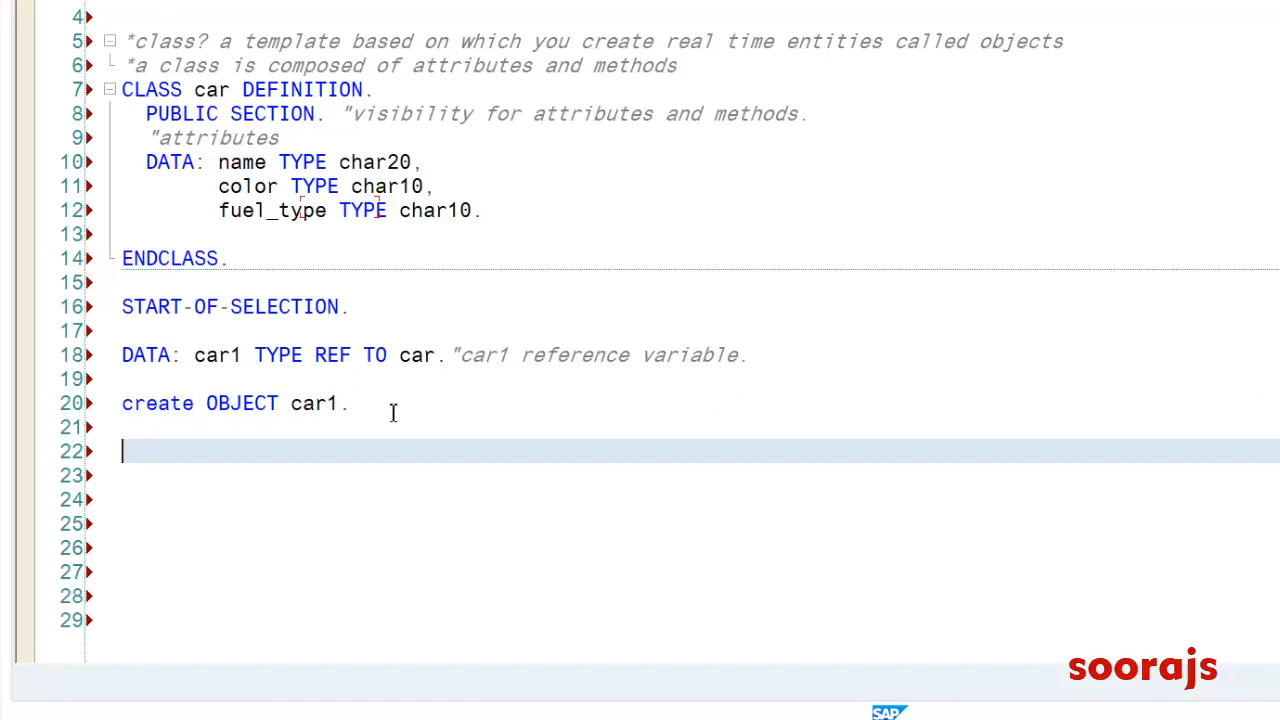 4
5 *class? a template based on which you create real time entities called objects
6 *a class is composed of attributes and methods
7 CLASS car DEFINITION.
8 PUBLIC SECTION. "visibility for attributes and methods.
9 "attributes
10 DATA: name TYPE char20,
11 color TYPE char10,
12 fuel_type TYPE char10.
13
14 ENDCLASS.
15
16 START-OF-SELECTION.
17
18 DATA: car1 TYPE REF TO car."car1 reference variable.
19
20 create OBJECT car1.
21
22
23
24
25
26
27
28
29
soorajs
SAP